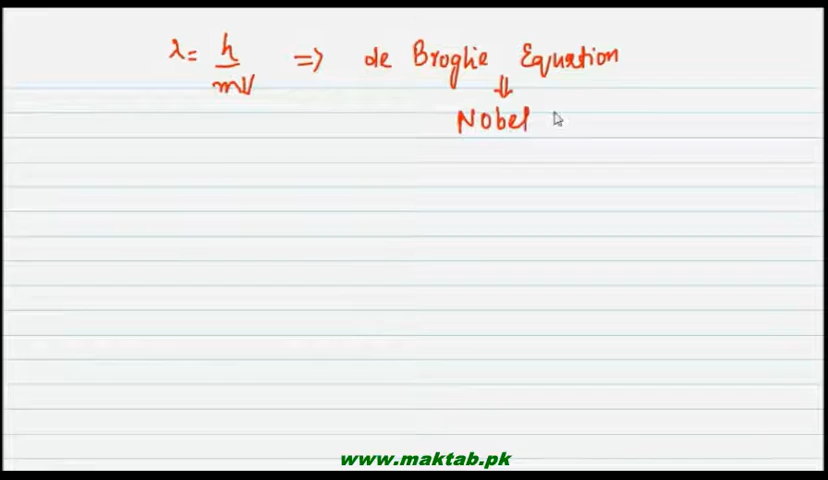 λ = h/mV ⇒ de Broglie Equation
⇓
Nobel
www.maktab.pk